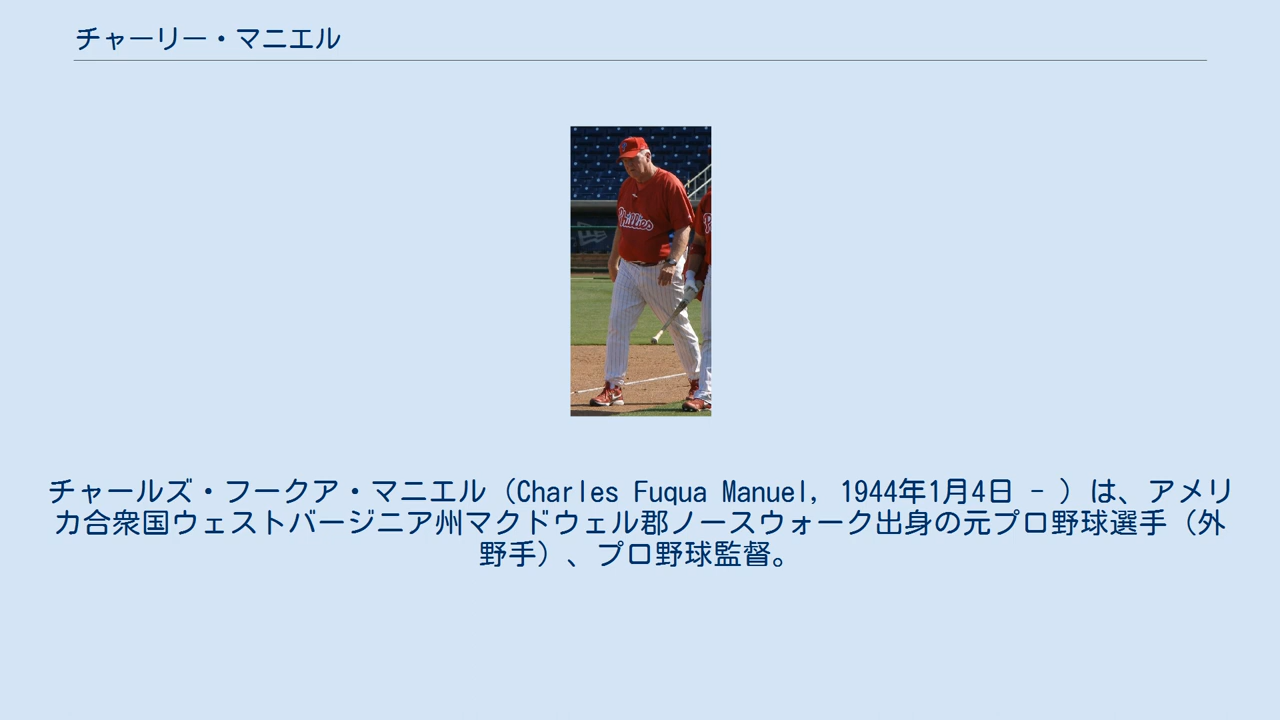 チャーリー・マニエル
Phillies
チャールズ・フークア・マニエル（Charles Fuqua Manuel, 1944年1月4日 - ）は、アメリ
カ合衆国ウェストバージニア州マクドウェル郡ノースウォーク出身の元プロ野球選手（外
野手）、プロ野球監督。